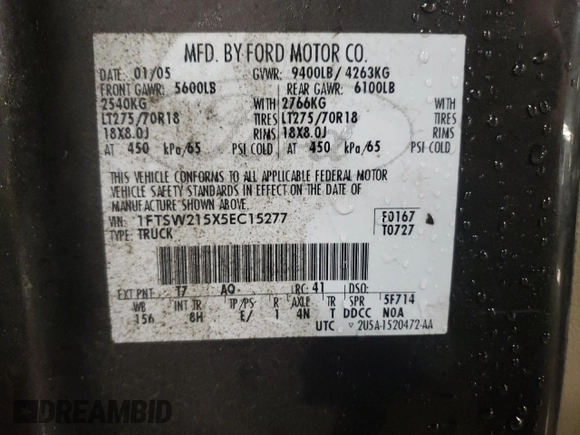 MFD. BY FORD MOTOR CO.
DATE: 01/05 GVWR: 9400LB/ 4263KG
FRONT GAWR: 5600LB REAR GAWR: 6100LB
2540KG WITH 2766KG WITH
LT275/70R18 TIRES LT275/70R18 TIRES
18X8.0J RIMS 18X8.0J RIMS
AT 450 kPa/65 PSI COLD AT 450 kPa/65 PSI COLD
THIS VEHICLE CONFORMS TO ALL APPLICABLE FEDERAL MOTOR
VEHICLE SAFETY STANDARDS IN EFFECT ON THE DATE OF
MANUFACTURE SHOWN ABOVE.
VIN: 1FTSW215X5EC15277 F0167
TYPE: TRUCK T0727
EXT PNT: T7 AO RC: 41 DSO:
WB INT TR TP/PS R AXLE TR SPR 5F714
156 8H E/ 1 4N T DDCC N0A
UTC ▽ 2U5A-1520472-AA
DREAMBID